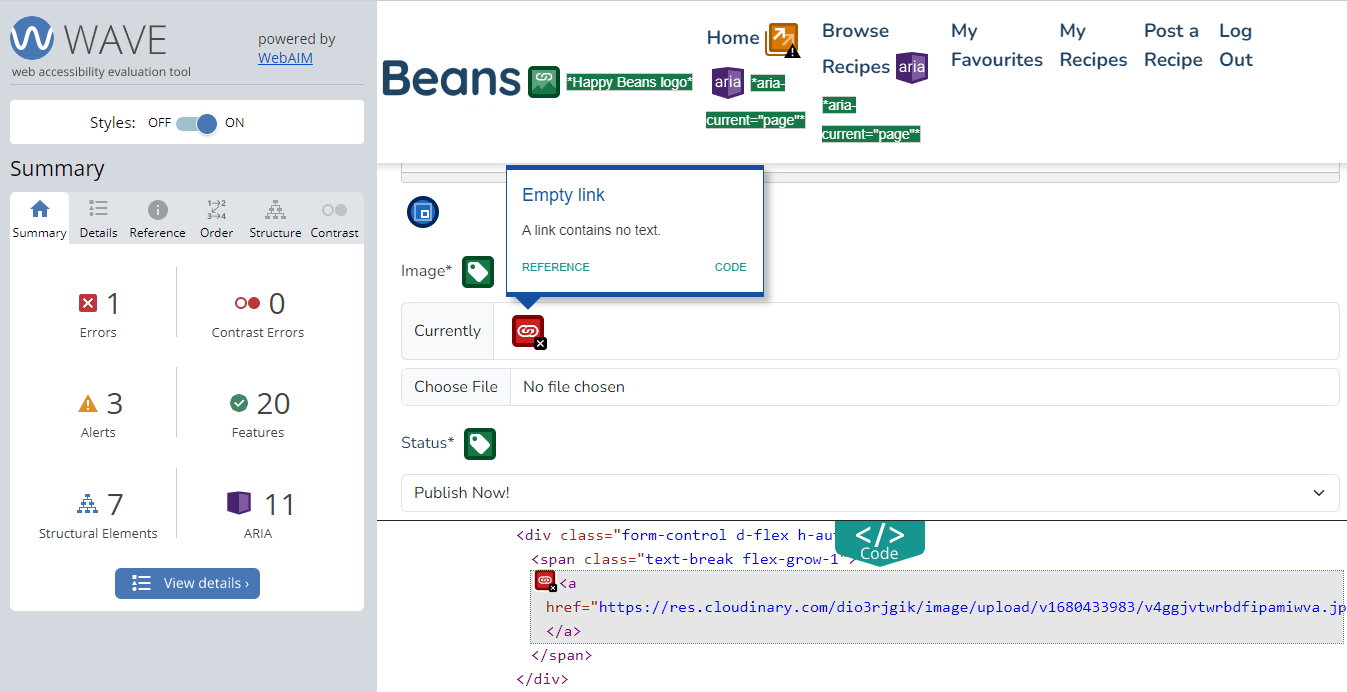 WAVE
powered by
WebAIM
web accessibility evaluation tool
Styles: OFF ON
Summary
Summary Details Reference Order Structure Contrast
1
Errors
0
Contrast Errors
3
Alerts
20
Features
7
Structural Elements
11
ARIA
View details ›
Beans
*Happy Beans logo*
Home
aria *aria-
current="page"*
Browse
Recipes aria
*aria-
current="page"*
My
Favourites
My
Recipes
Post a
Recipe
Log
Out
Empty link
A link contains no text.
REFERENCE CODE
Image*
Currently
Choose File No file chosen
Status*
Publish Now!
</>
Code
<div class="form-control d-flex h-au
<span class="text-break flex-grow-1">
<a
href="https://res.cloudinary.com/dio3rjgik/image/upload/v1680433983/v4ggjvtwrbdfipamiwva.jp
</a>
</span>
</div>